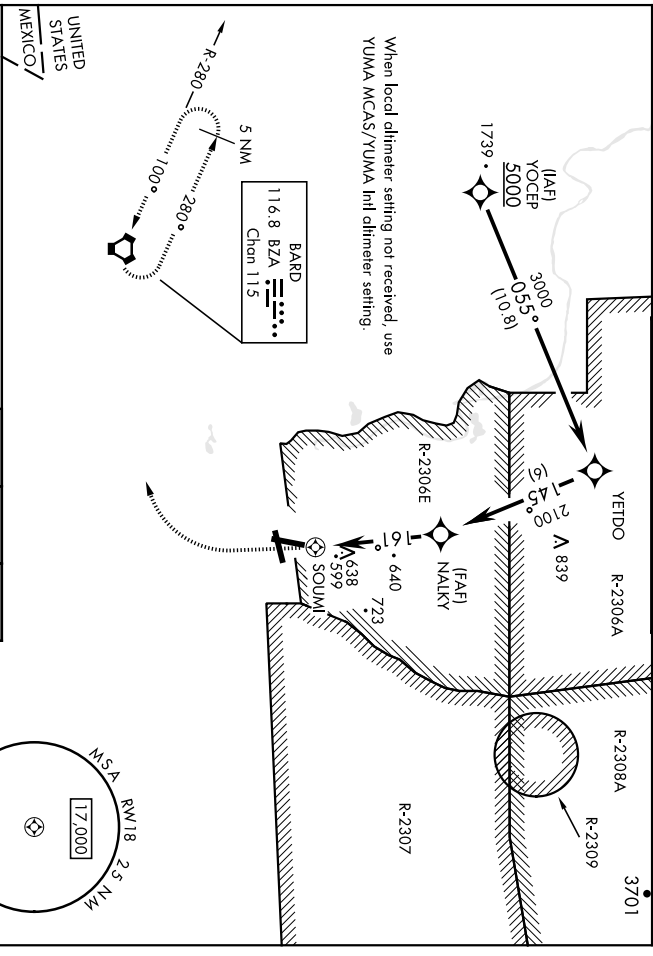 UNITED
STATES
MEXICO
When local altimeter setting not received, use
YUMA MCAS/YUMA Intl altimeter setting.
(IAF)
YOCEP
5000
1739
3000
055°
(10.8)
YETDO
R-2306A
839
2100
145°
(6)
(FAF)
NALKY
R-2306E
161°
640
723
638
599
SOUMI
R-2308A
R-2309
3701
R-2307
R-280
5 NM
100°
280°
BARD
116.8 BZA
Chan 115
MSA RW18 25 NM
17,000